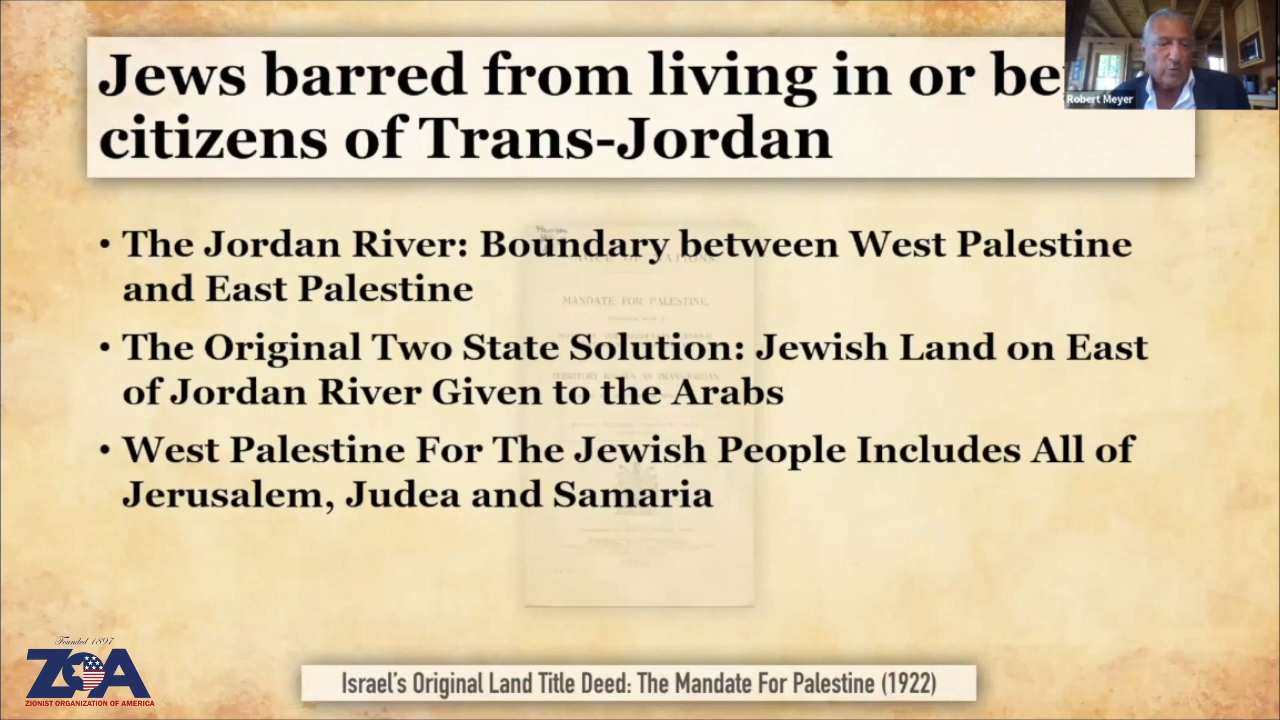 Jews barred from living in or be
citizens of Trans-Jordan
Robert Meyer
• The Jordan River: Boundary between West Palestine
and East Palestine
• The Original Two State Solution: Jewish Land on East
of Jordan River Given to the Arabs
• West Palestine For The Jewish People Includes All of
Jerusalem, Judea and Samaria
MANDATE FOR PALESTINE,
Founded 1897
ZOA
ZIONIST ORGANIZATION OF AMERICA
Israel's Original Land Title Deed: The Mandate For Palestine (1922)